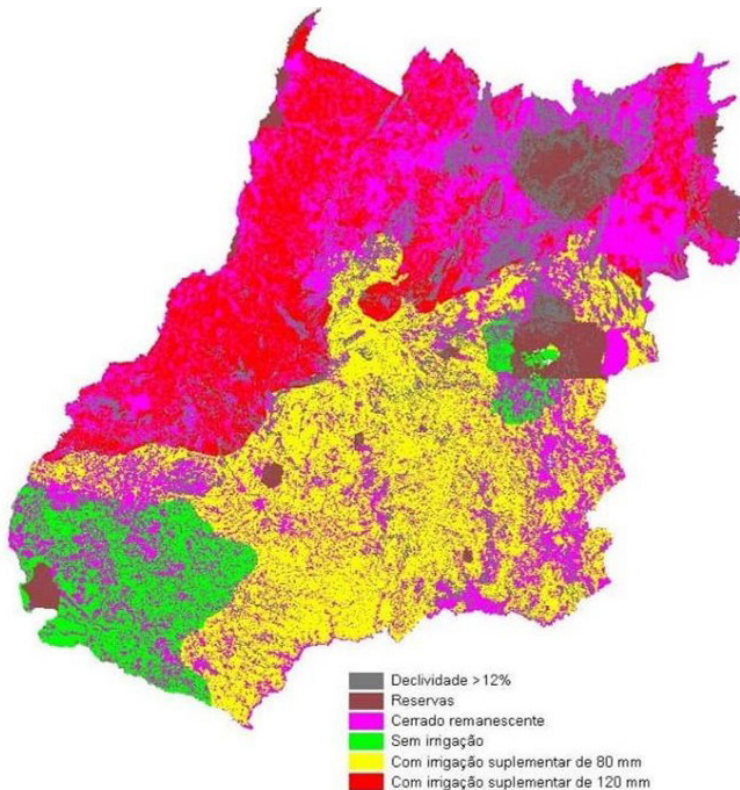 Declividade >12%
Reservas
Cerrado remanescente
Sem irrigação
Com irrigação suplementar de 80 mm
Com irrigação suplementar de 120 mm